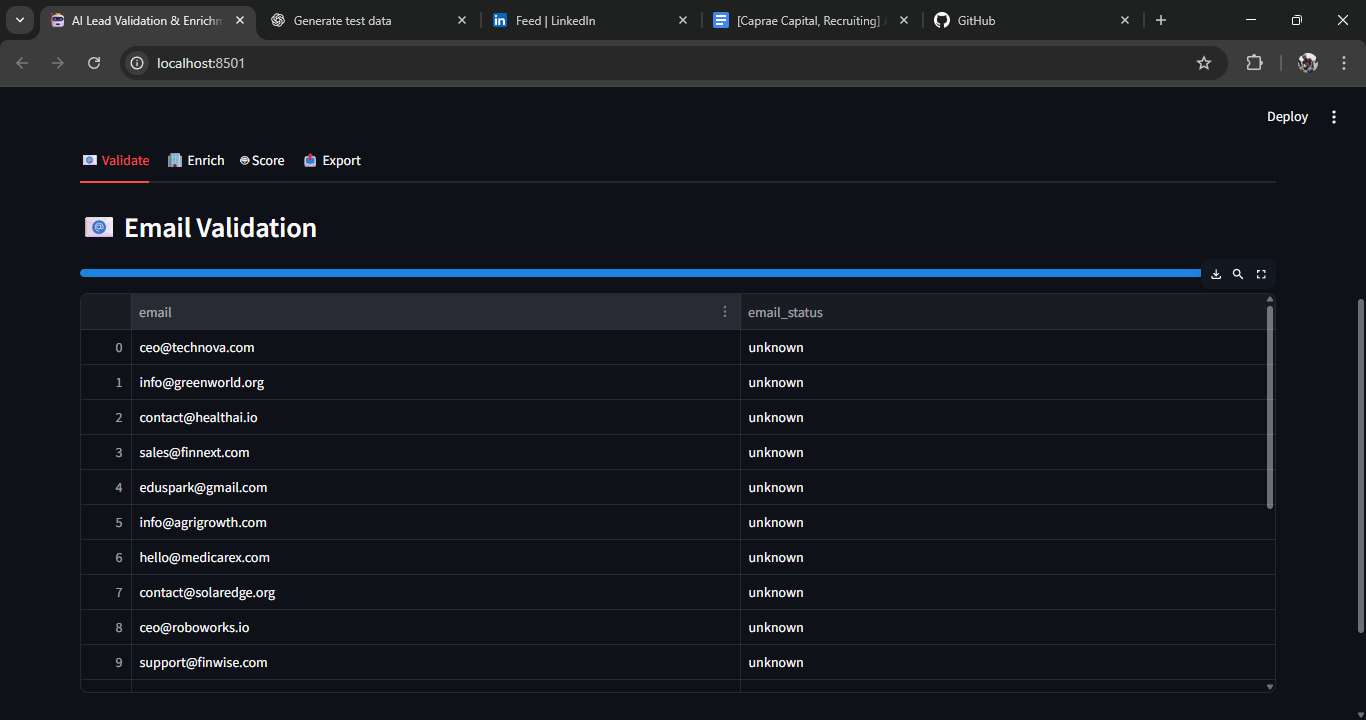 AI Lead Validation & Enrichm
Generate test data
Feed | LinkedIn
[Caprae Capital, Recruiting]
GitHub
localhost:8501
Deploy
Validate Enrich Score Export
Email Validation
email email_status
0 ceo@technova.com unknown
1 info@greenworld.org unknown
2 contact@healthai.io unknown
3 sales@finnext.com unknown
4 eduspark@gmail.com unknown
5 info@agrigrowth.com unknown
6 hello@medicarex.com unknown
7 contact@solaredge.org unknown
8 ceo@roboworks.io unknown
9 support@finwise.com unknown